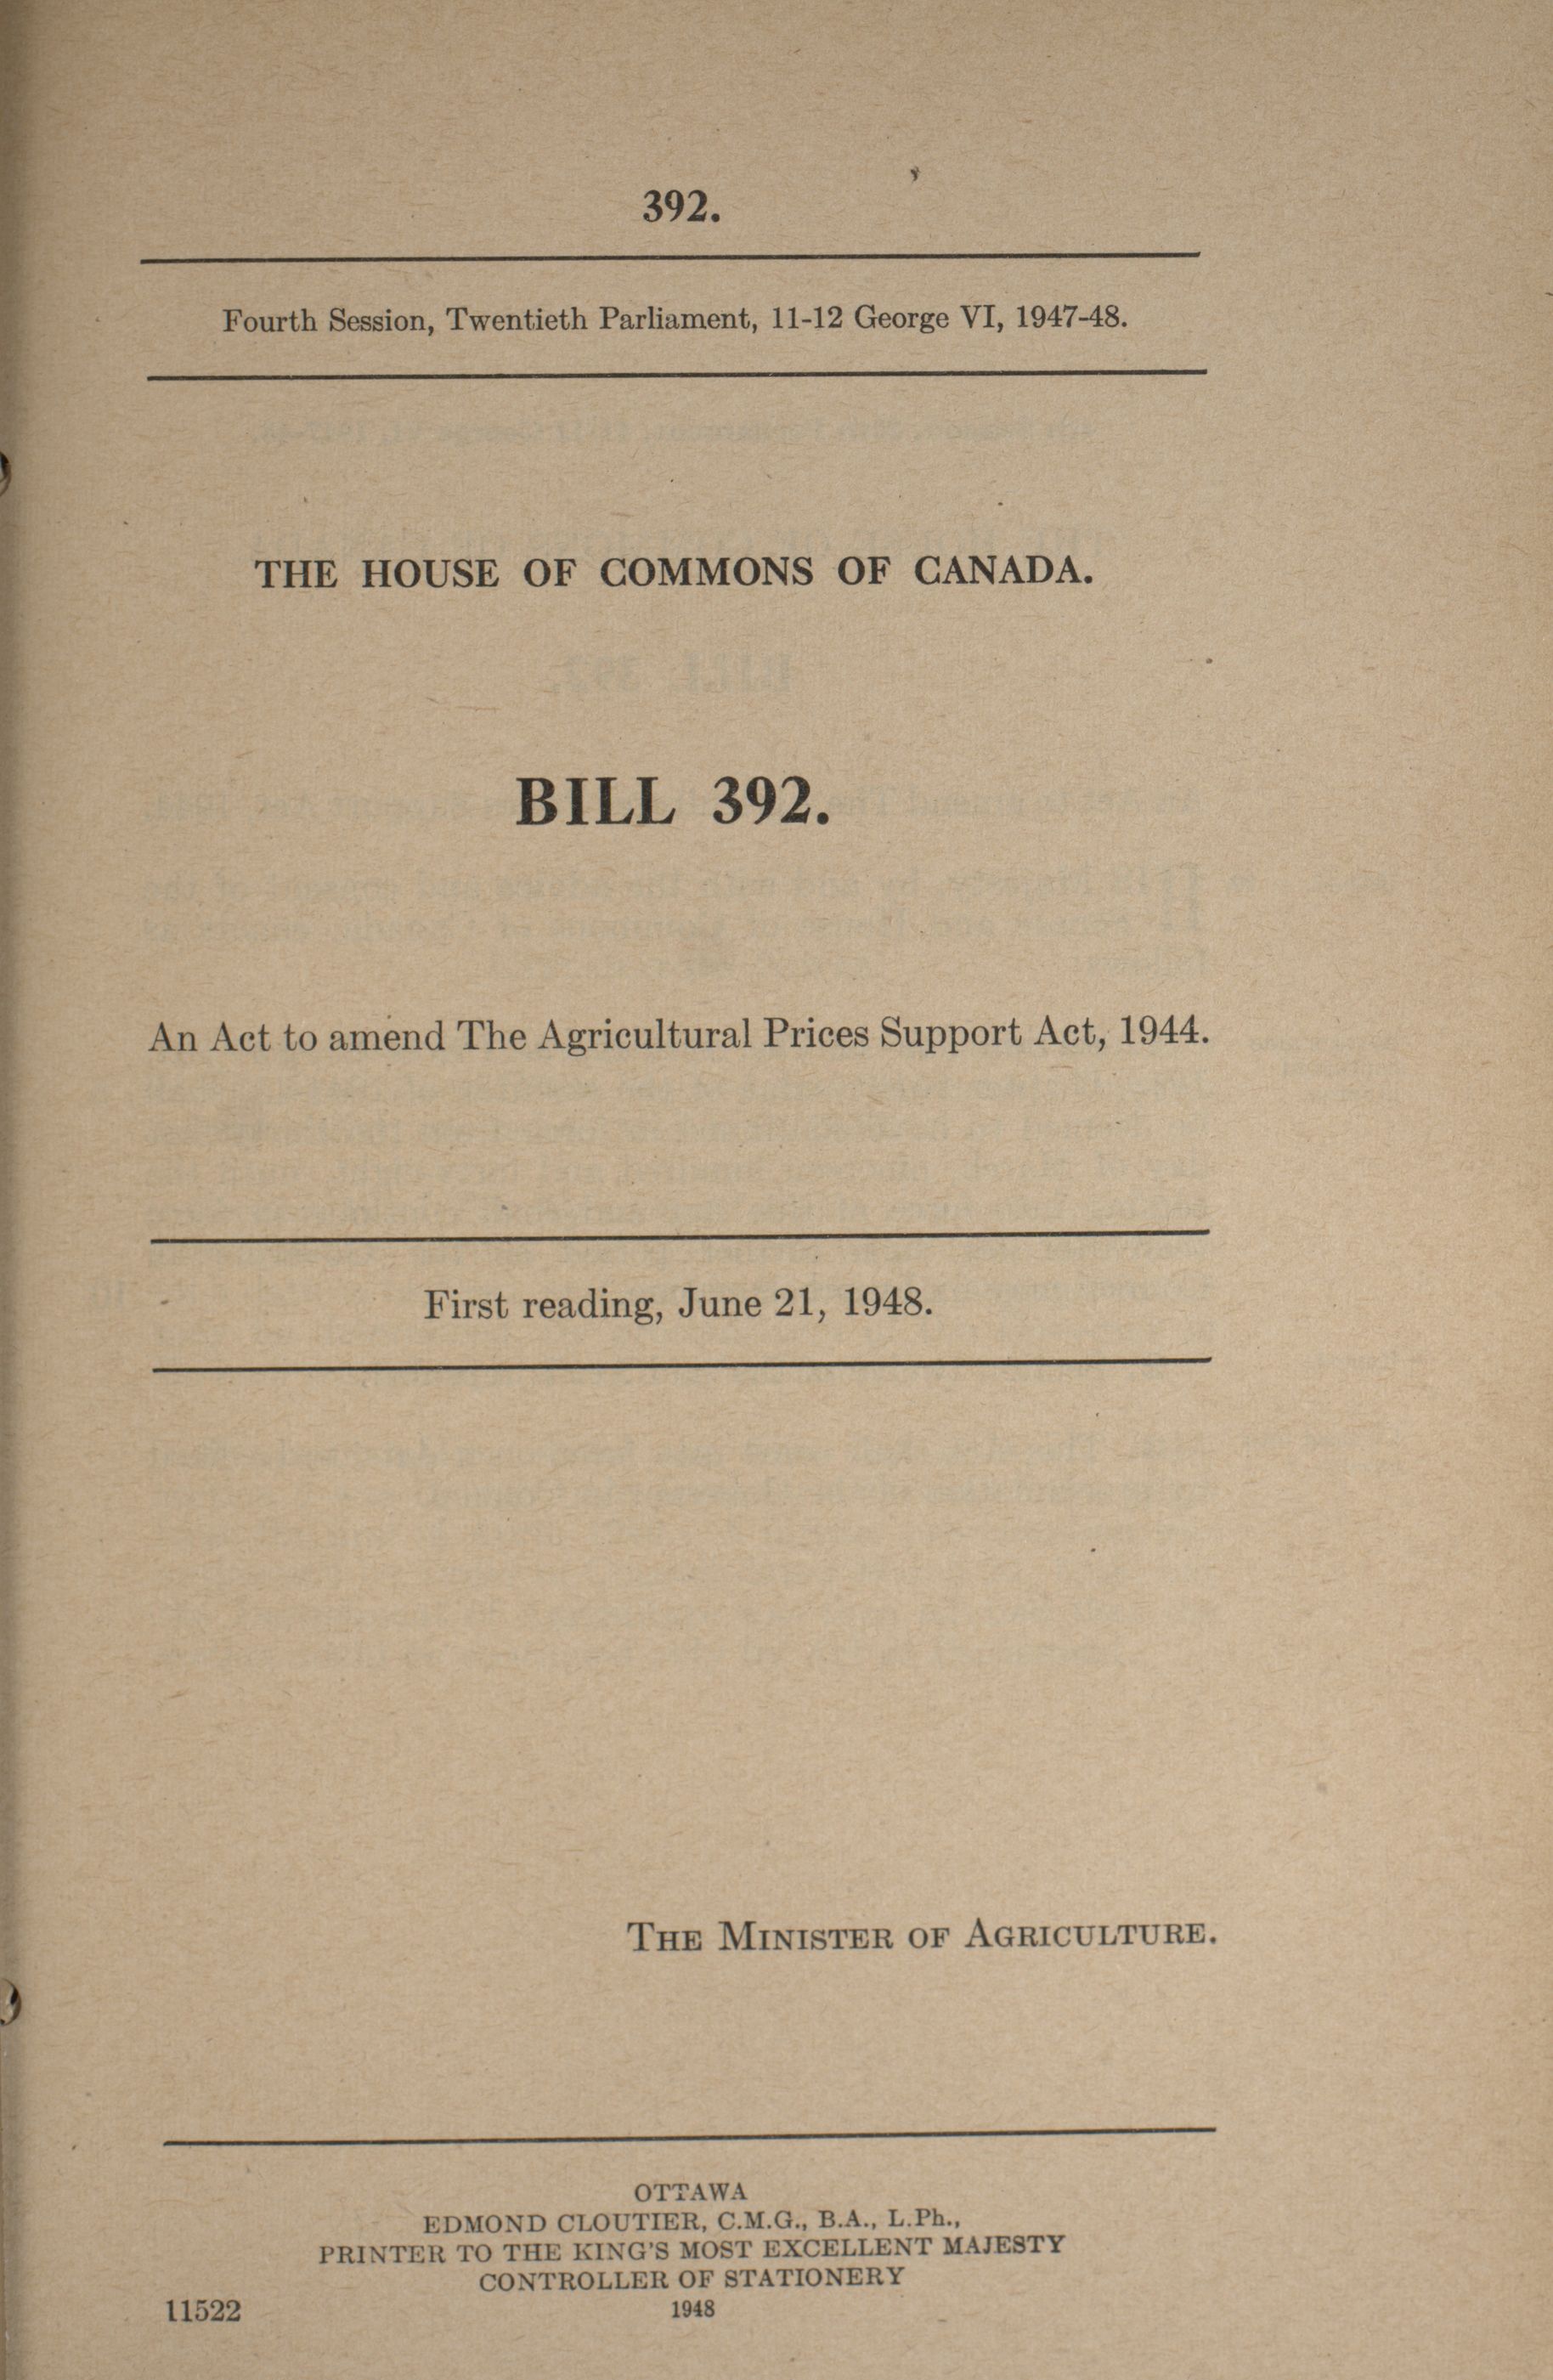 392.
Fourth Session, Twentieth Parliament, 11-12 George VI, 1947-48.
THE HOUSE OF COMMONS OF CANADA.
BILL 392.
An Act to amend The Agricultural Prices Support Act, 1944.
First reading, June 21, 1948.
THE MINISTER OF AGRICULTURE.
OTTAWA
EDMOND CLOUTIER, C.M.G., B.A., L.Ph.,
PRINTER TO THE KING'S MOST EXCELLENT MAJESTY
CONTROLLER OF STATIONERY
11522 1948